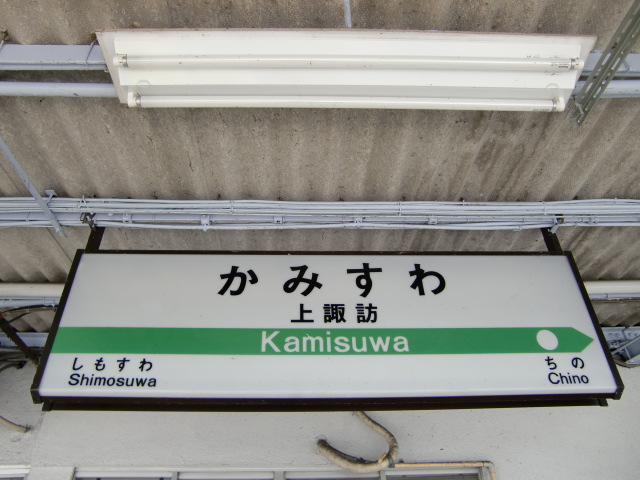 かみすわ
上諏訪
Kamisuwa
しもすわ
Shimosuwa
ちの
Chino